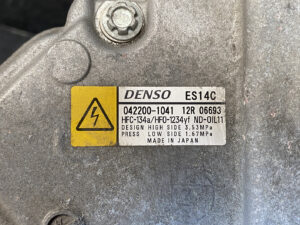 DENSO ES14C
042200-1041 12R 06693
HFC-134a/HFO-1234yf ND-OIL11
DESIGN HIGH SIDE 3.53MPa
PRESS LOW SIDE 1.67MPa
MADE IN JAPAN